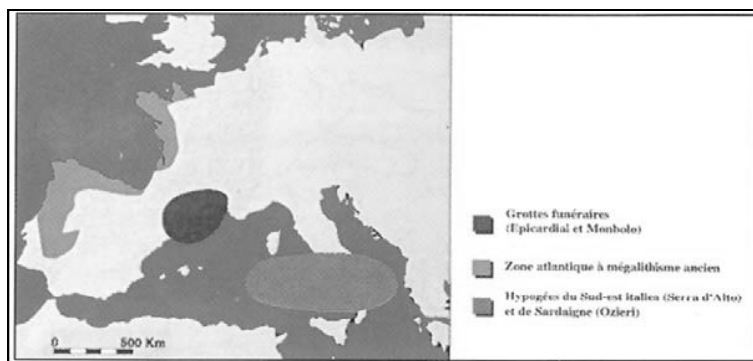 Grottes funéraires
(Epicardial et Monbolo)
Zone atlantique à mégalithisme ancien
Hypogées du Sud-est italien (Serra d'Alto)
et de Sardaigne (Ozieri)
0 500 Km